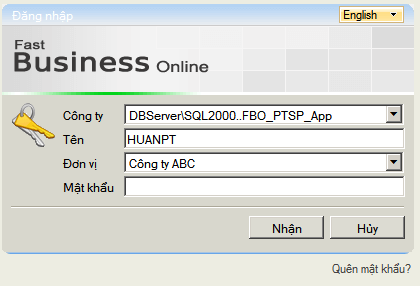 Đăng nhập English
Fast
Business Online
Công ty DBServer\SQL2000..FBO_PTSP_App
Tên HUANPT
Đơn vị Công ty ABC
Mật khẩu
Nhận Hủy
Quên mật khẩu?